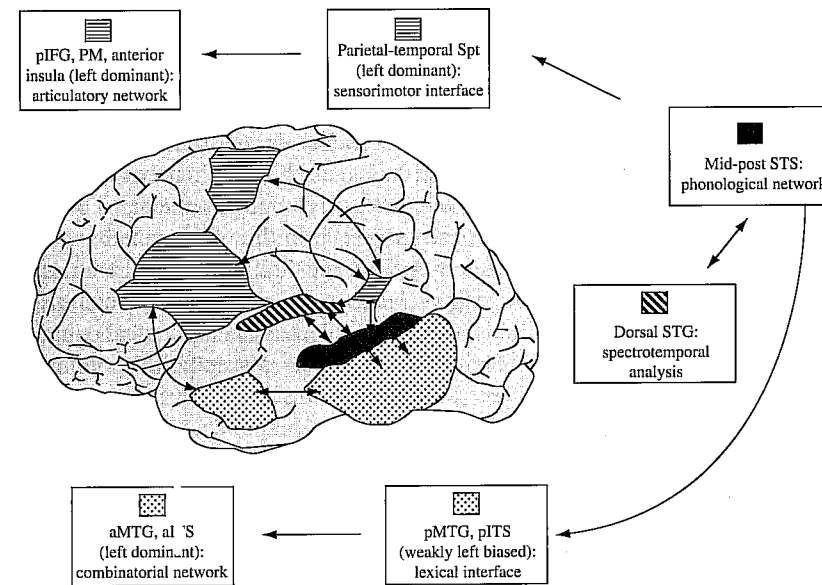 pIFG, PM, anterior
insula (left dominant):
articulatory network
Parietal-temporal Spt
(left dominant):
sensorimotor interface
Mid-post STS:
phonological network
Dorsal STG:
spectrotemporal
analysis
aMTG,
(left
combinatorial network
pMTG, pITS
(weakly left biased):
lexical interface